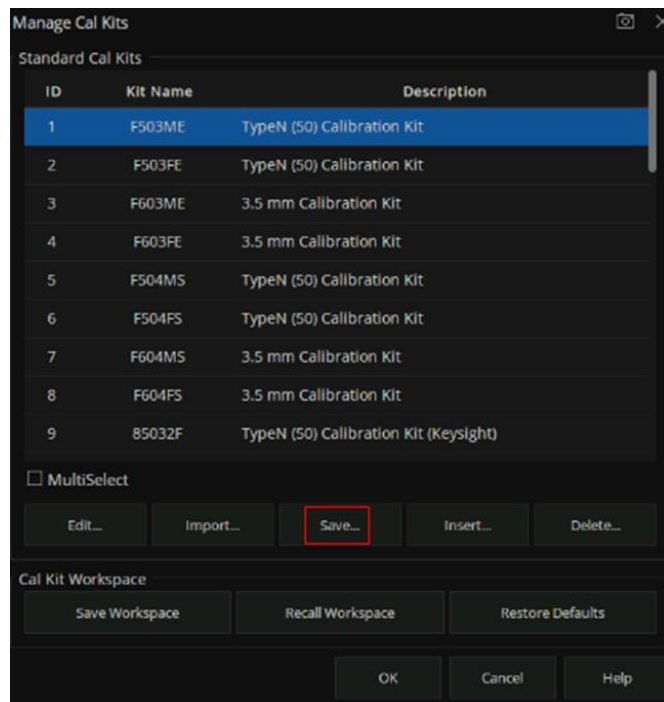 Manage Cal Kits
Standard Cal Kits
ID Kit Name Description
1 F503ME TypeN (50) Calibration Kit
2 F503FE TypeN (50) Calibration Kit
3 F603ME 3.5 mm Calibration Kit
4 F603FE 3.5 mm Calibration Kit
5 F504MS TypeN (50) Calibration Kit
6 F504FS TypeN (50) Calibration Kit
7 F604MS 3.5 mm Calibration Kit
8 F604FS 3.5 mm Calibration Kit
9 85032F TypeN (50) Calibration Kit (Keysight)
MultiSelect
Edit... Import... Save... Insert... Delete...
Cal Kit Workspace
Save Workspace Recall Workspace Restore Defaults
OK Cancel Help